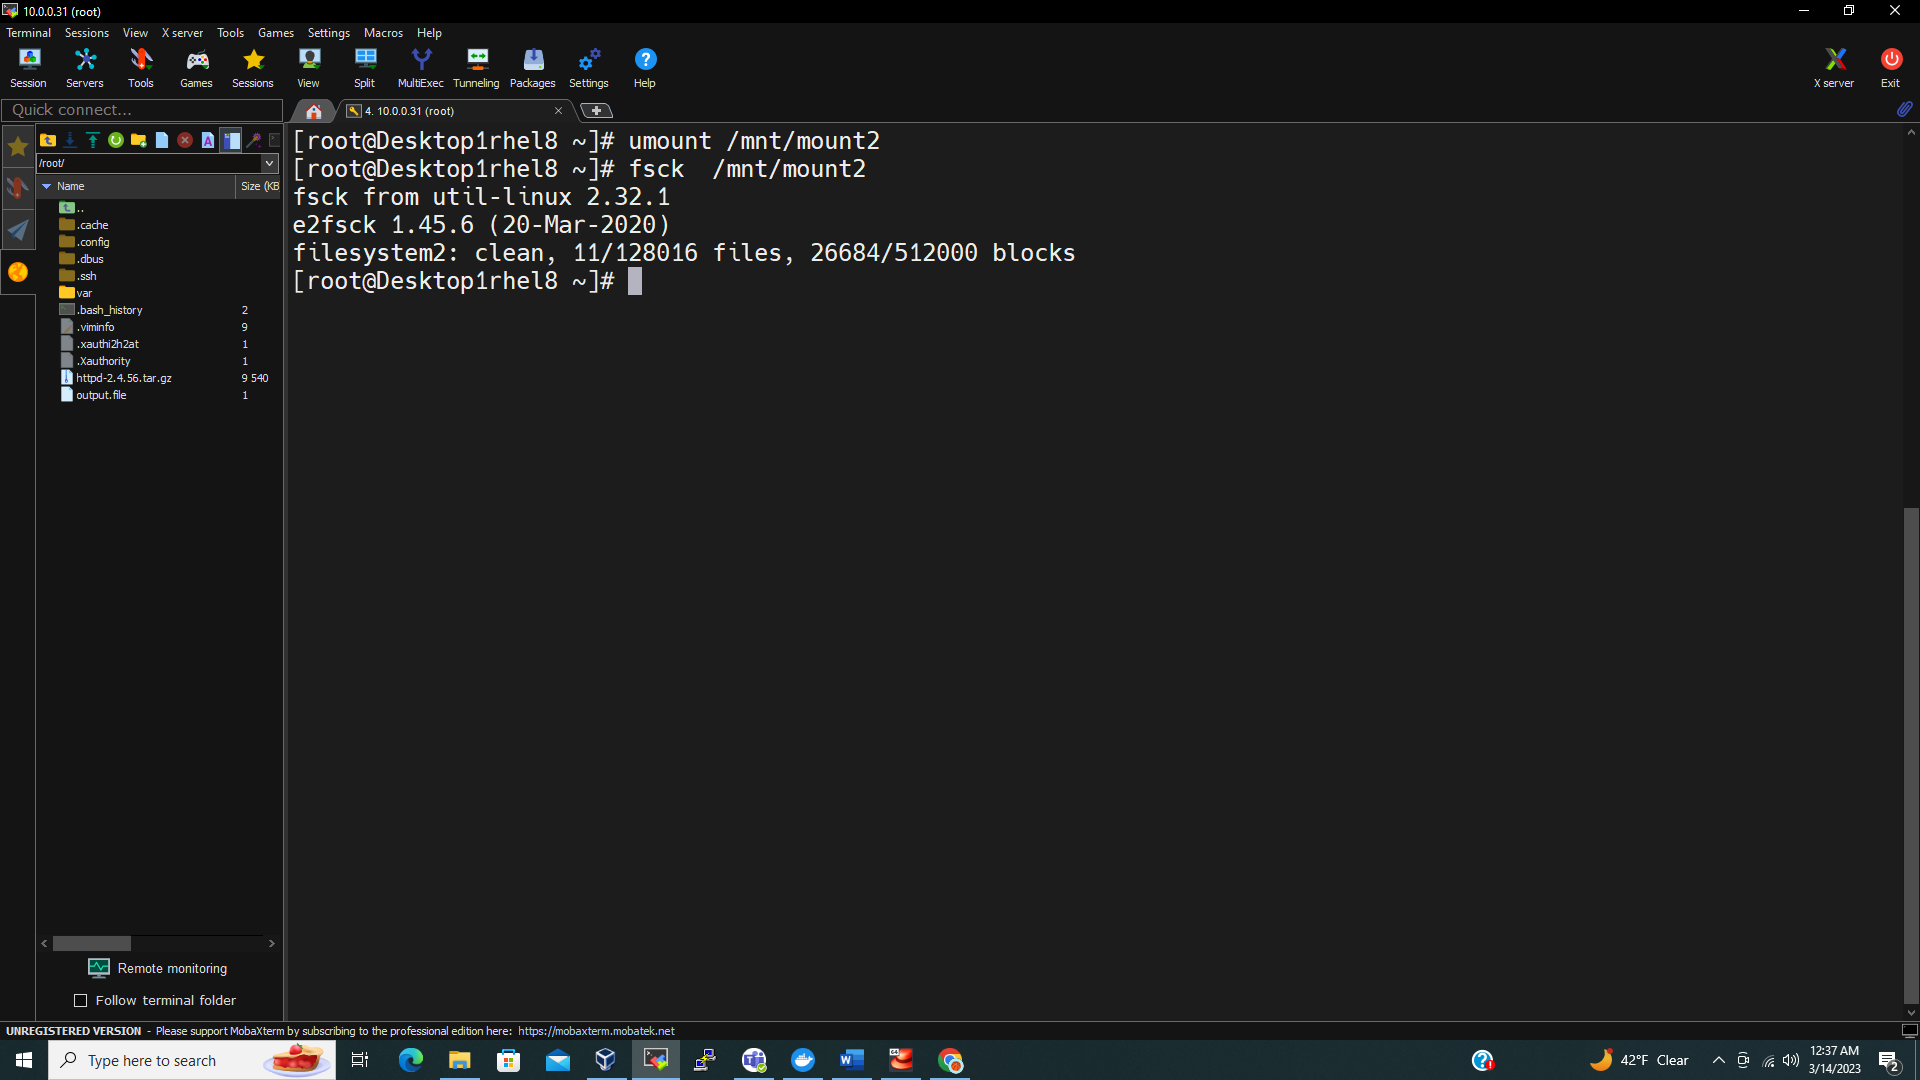 10.0.0.31 (root)
Terminal Sessions View X server Tools Games Settings Macros Help
Session Servers Tools Games Sessions View Split MultiExec Tunneling Packages Settings Help X server Exit
Quick connect...
4. 10.0.0.31 (root)
/root/
Name Size (KB
..
.cache
.config
.dbus
.ssh
var
.bash_history 2
.viminfo 9
.xauthi2h2at 1
.Xauthority 1
httpd-2.4.56.tar.gz 9 540
output.file 1
[root@Desktop1rhel8 ~]# umount /mnt/mount2
[root@Desktop1rhel8 ~]# fsck  /mnt/mount2
fsck from util-linux 2.32.1
e2fsck 1.45.6 (20-Mar-2020)
filesystem2: clean, 11/128016 files, 26684/512000 blocks
[root@Desktop1rhel8 ~]#
Remote monitoring
Follow terminal folder
UNREGISTERED VERSION - Please support MobaXterm by subscribing to the professional edition here: https://mobaxterm.mobatek.net
Type here to search
42°F Clear
12:37 AM
3/14/2023
2